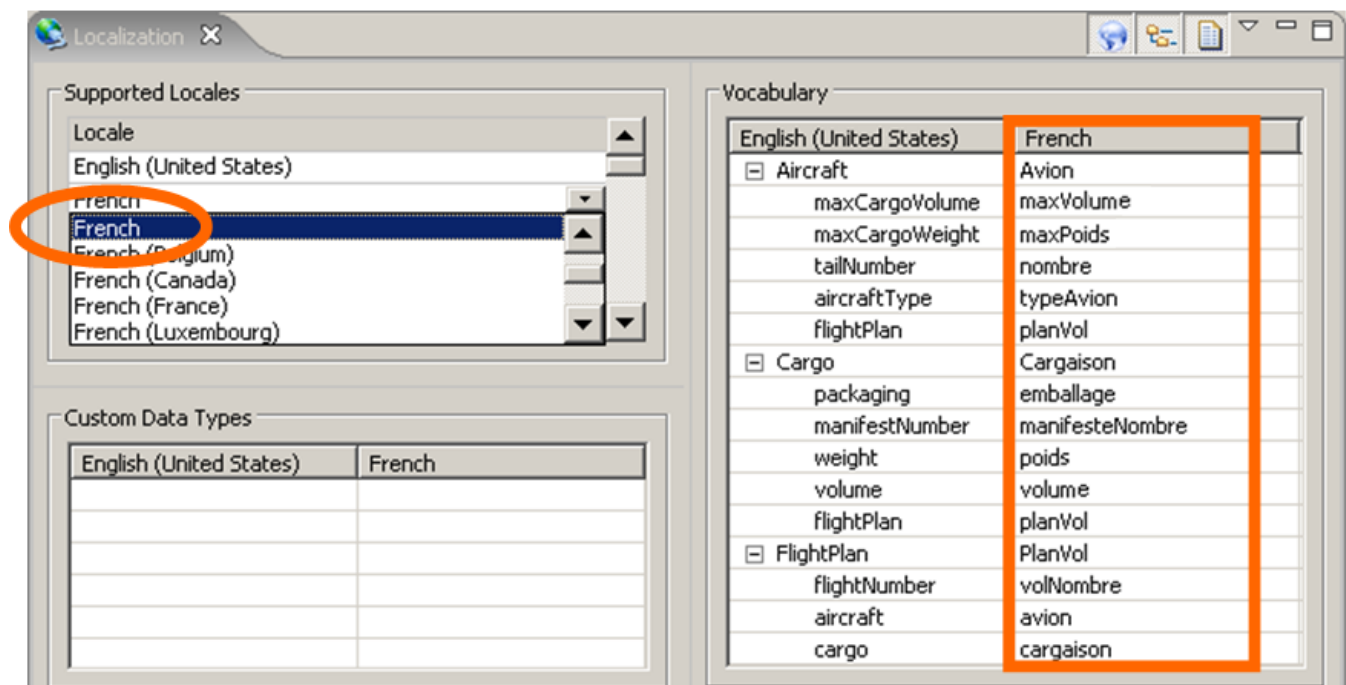 Localization
Supported Locales
Locale
English (United States)
French
French
French (Belgium)
French (Canada)
French (France)
French (Luxembourg)
Custom Data Types
English (United States) French
Vocabulary
English (United States) French
Aircraft Avion
maxCargoVolume maxVolume
maxCargoWeight maxPoids
tailNumber nombre
aircraftType typeAvion
flightPlan planVol
Cargo Cargaison
packaging emballage
manifestNumber manifesteNombre
weight poids
volume volume
flightPlan planVol
FlightPlan PlanVol
flightNumber volNombre
aircraft avion
cargo cargaison